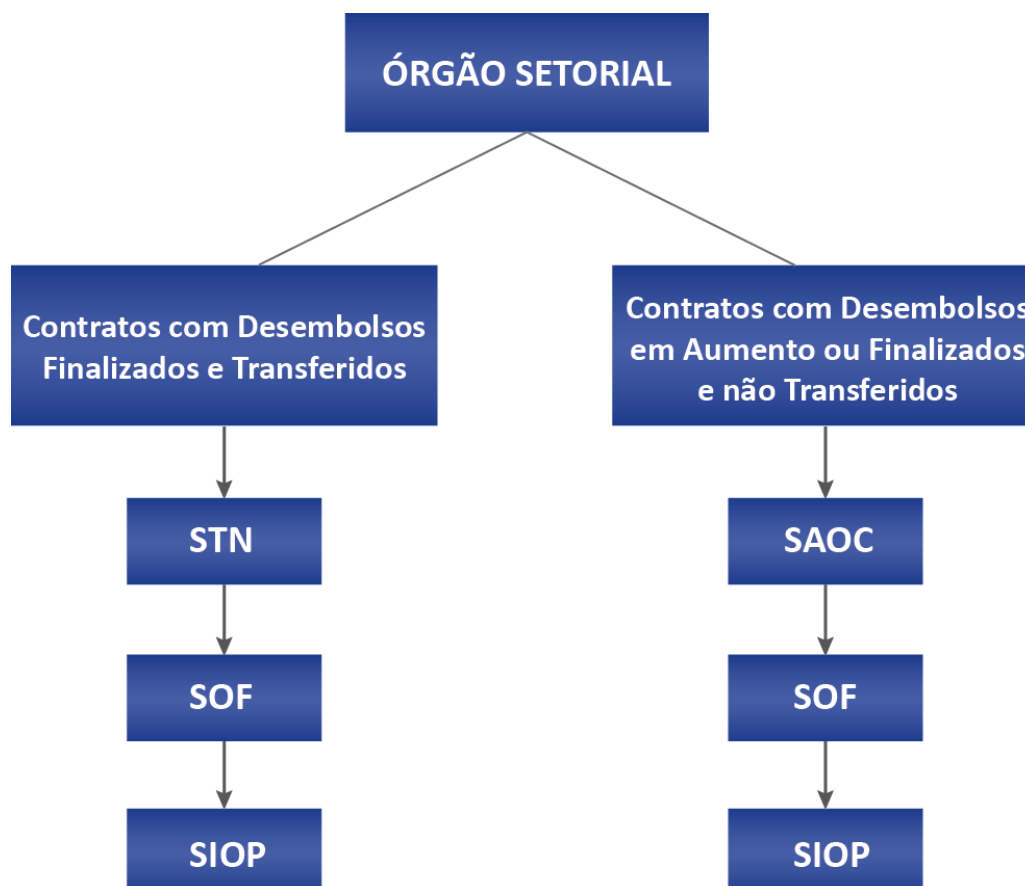 ÓRGÃO SETORIAL
Contratos com Desembolsos
Finalizados e Transferidos
Contratos com Desembolsos
em Aumento ou Finalizados
e não Transferidos
STN
SAOC
SOF
SOF
SIOP
SIOP